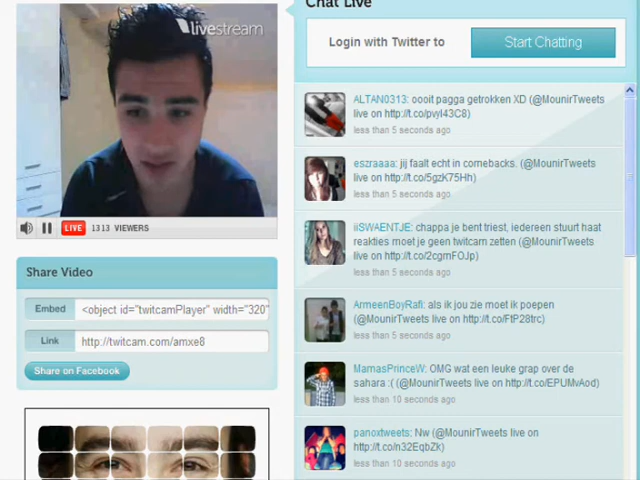 Chat Live
livestream
Login with Twitter to
Start Chatting
ALTAN0313: oooit pagga getrokken XD (@MounirTweets
live on http://t.co/pvyI43C8)
less than 5 seconds ago
eszraaaa: jij faalt echt in comebacks. (@MounirTweets
live on http://t.co/5gzK75Hh)
less than 5 seconds ago
iiSWAENTJE: chappa je bent triest, iedereen stuurt haat
reakties moet je geen twitcam zetten (@MounirTweets
live on http://t.co/2cgmFOJp)
less than 5 seconds ago
ArmeenBoyRafi: als ik jou zie moet ik poepen
(@MounirTweets live on http://t.co/FtP28trc)
less than 5 seconds ago
MamasPrinceW: OMG wat een leuke grap over de
sahara :( (@MounirTweets live on http://t.co/EPUMvAod)
less than 10 seconds ago
panoxtweets: Nw (@MounirTweets live on
http://t.co/n32EqbZk)
less than 10 seconds ago
LIVE 1313 VIEWERS
Share Video
Embed <object id="twitcamPlayer" width="320"
Link http://twitcam.com/amxe8
Share on Facebook